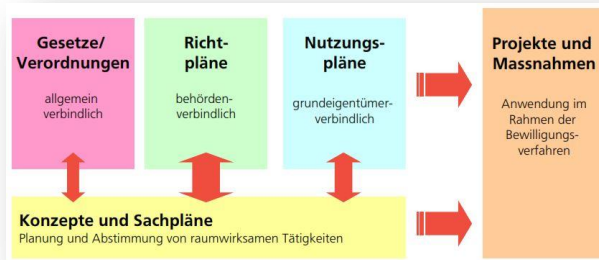 Gesetze/
Verordnungen
allgemein
verbindlich
Richt-
pläne
behörden-
verbindlich
Nutzungs-
pläne
grundeigentümer-
verbindlich
Projekte und
Massnahmen
Anwendung im
Rahmen der
Bewilligungs-
verfahren
Konzepte und Sachpläne
Planung und Abstimmung von raumwirksamen Tätigkeiten